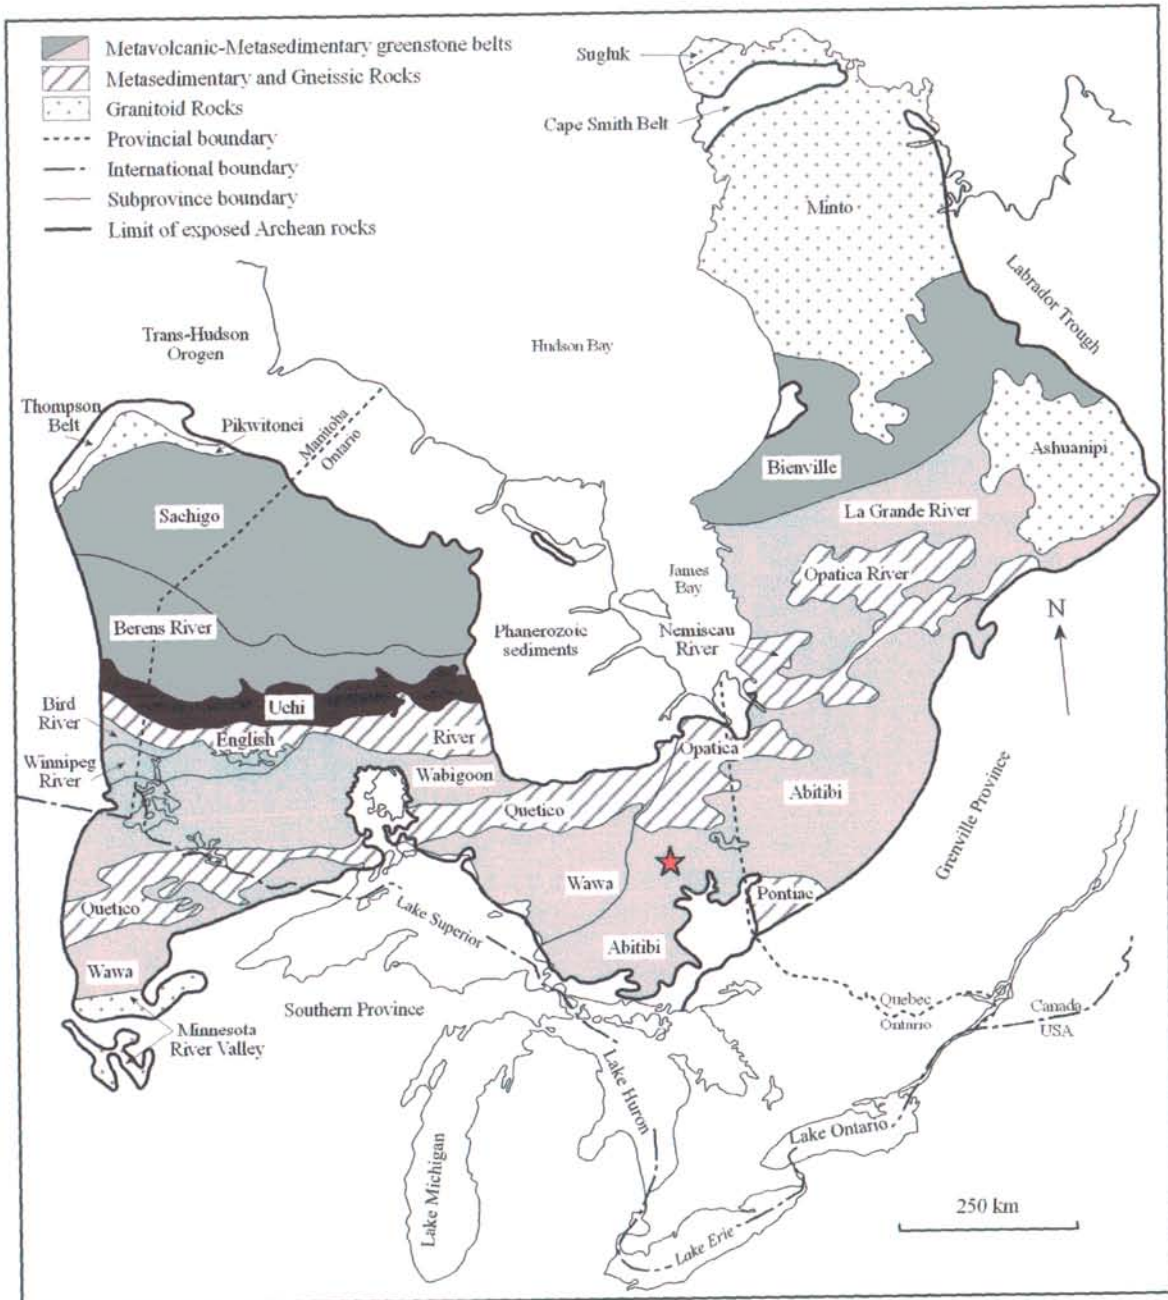 Metavolcanic-Metasedimentary greenstone belts
Metasedimentary and Gneissic Rocks
Granitoid Rocks
Provincial boundary
International boundary
Subprovince boundary
Limit of exposed Archean rocks
Sugluk
Cape Smith Belt
Minto
Labrador Trough
Trans-Hudson
Orogen
Hudson Bay
Thompson
Belt
Pikwitonei
Manitoba
Ontario
Ashuanipi
Bienville
Sachigo
La Grande River
James
Bay
Opatica River
N
Berens River
Phanerozoic
sediments
Nemiscau
River
Uchi
Bird
River
English
River
Opatica
Winnipeg
River
Wabigoon
Abitibi
Quetico
Grenville Province
Wawa
Pontiac
Quetico
Lake Superior
Abitibi
Wawa
Southern Province
Quebec
Ontario
Canada
USA
Minnesota
River Valley
Lake Huron
Lake Michigan
Lake Ontario
250 km
Lake Erie